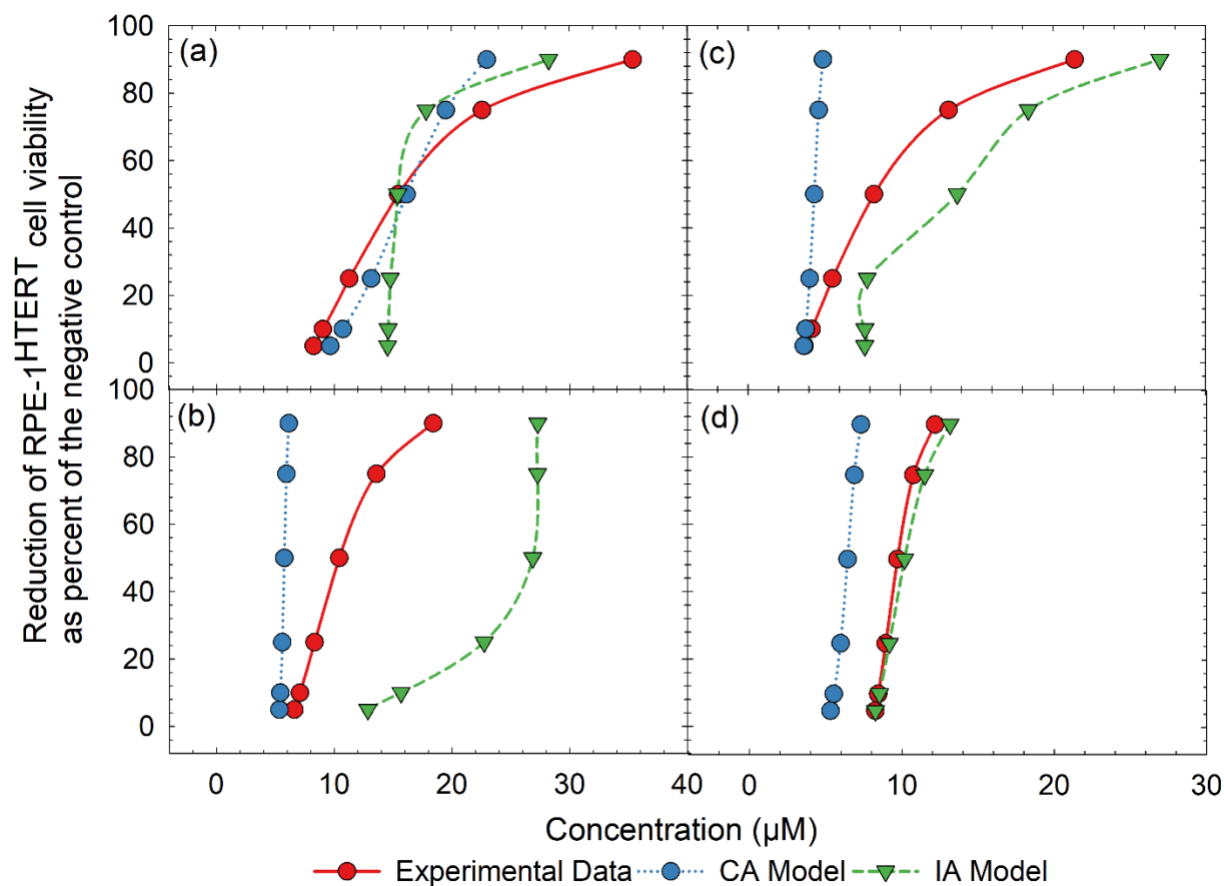 Reduction of RPE-1HTERT cell viability
as percent of the negative control
100
80
60
40
20
0
100
80
60
40
20
0
(a)
(c)
(b)
(d)
0 10 20 30 40 0 10 20 30
Concentration (µM)
Experimental Data CA Model IA Model